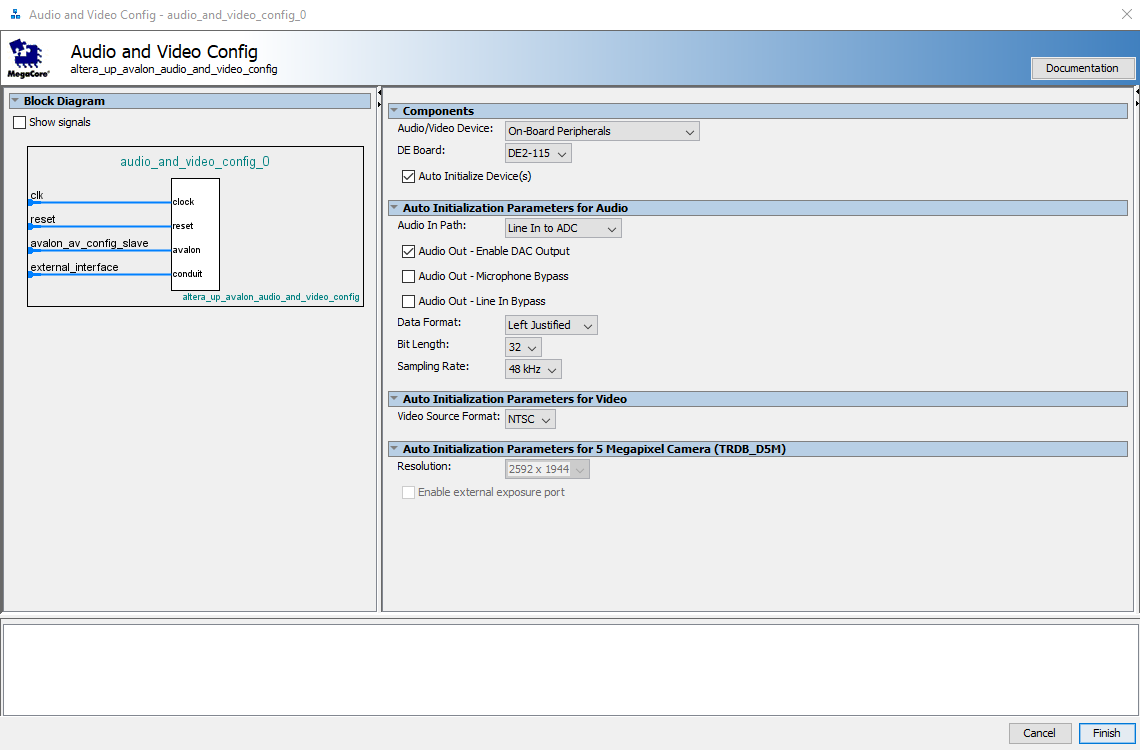 Audio and Video Config - audio_and_video_config_0
MegaCore®
Audio and Video Config
altera_up_avalon_audio_and_video_config
Documentation
Block Diagram
Show signals
audio_and_video_config_0
clk
clock
reset
reset
avalon_av_config_slave
avalon
external_interface
conduit
altera_up_avalon_audio_and_video_config
Components
Audio/Video Device: On-Board Peripherals
DE Board: DE2-115
Auto Initialize Device(s)
Auto Initialization Parameters for Audio
Audio In Path: Line In to ADC
Audio Out - Enable DAC Output
Audio Out - Microphone Bypass
Audio Out - Line In Bypass
Data Format: Left Justified
Bit Length: 32
Sampling Rate: 48 kHz
Auto Initialization Parameters for Video
Video Source Format: NTSC
Auto Initialization Parameters for 5 Megapixel Camera (TRDB_D5M)
Resolution: 2592 x 1944
Enable external exposure port
Cancel
Finish